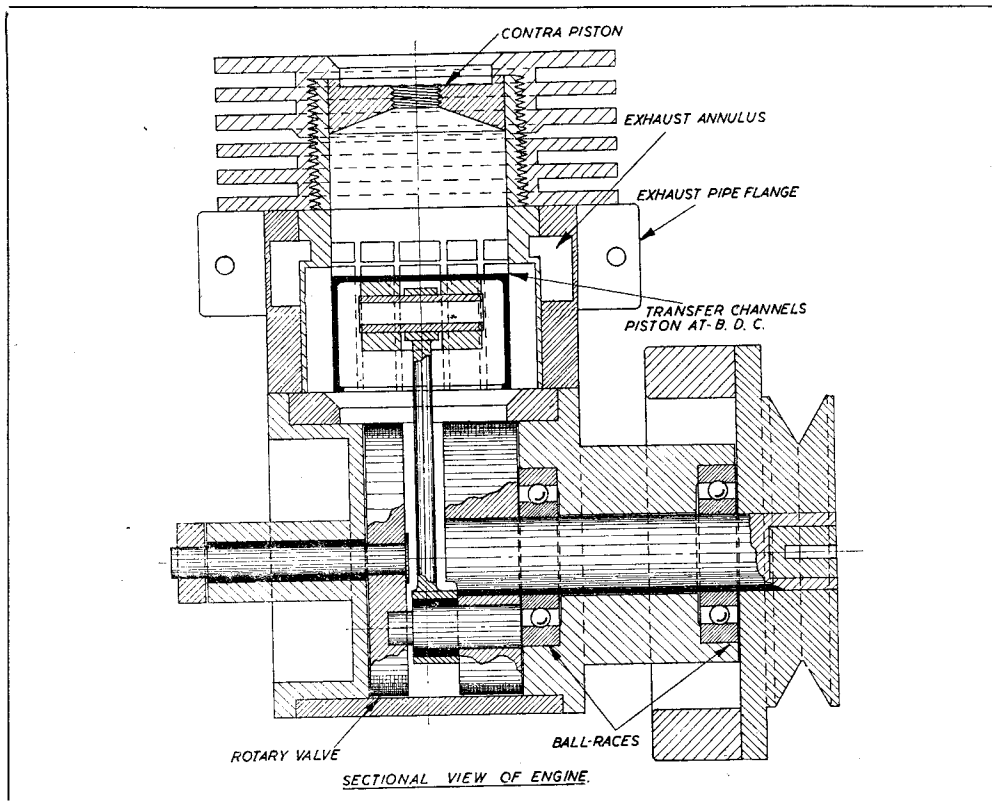 CONTRA PISTON
EXHAUST ANNULUS
EXHAUST PIPE FLANGE
TRANSFER CHANNELS
PISTON AT-B. D. C.
ROTARY VALVE
BALL-RACES
SECTIONAL VIEW OF ENGINE.